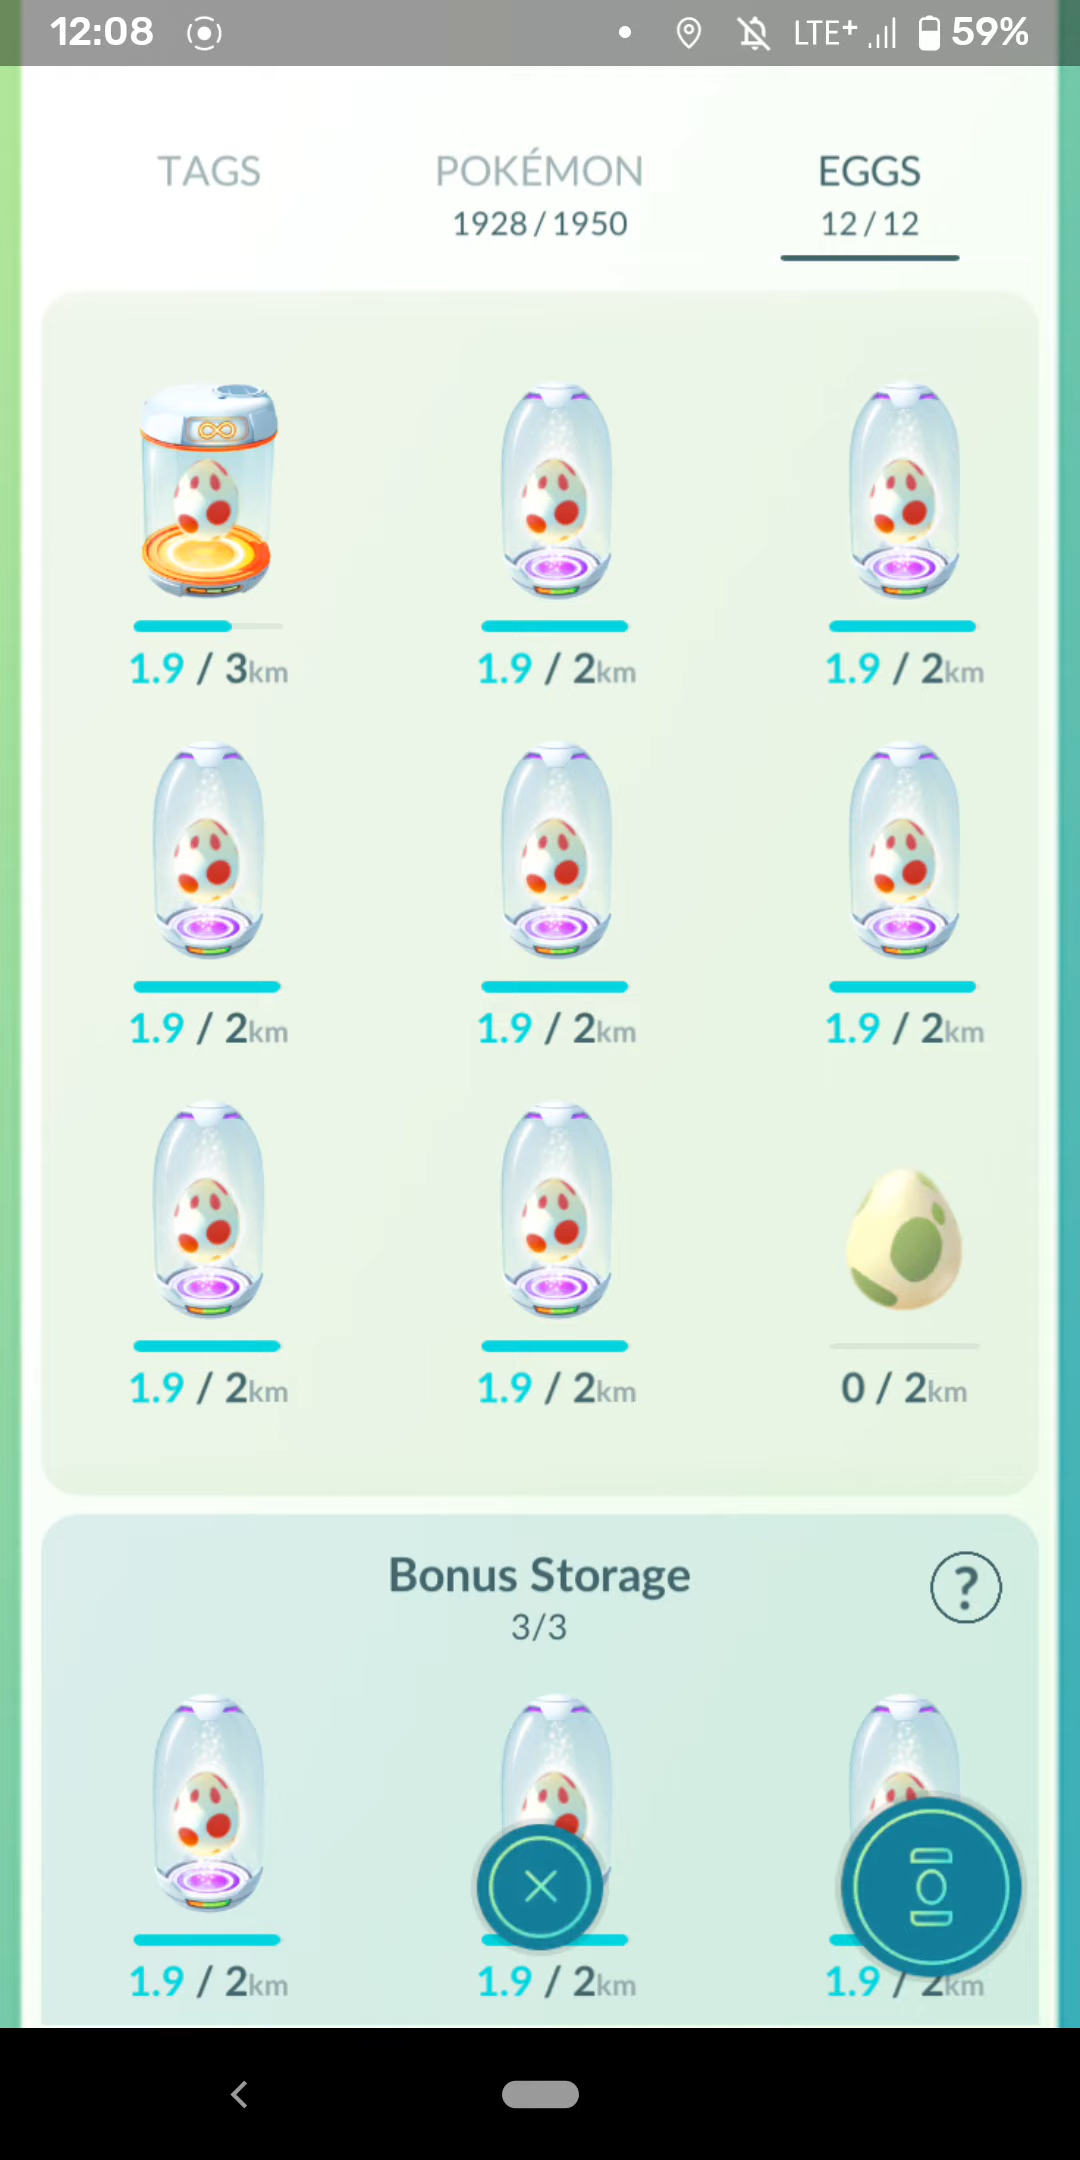 12:08 LTE+ 59%
TAGS POKÉMON EGGS
1928/1950 12/12
1.9 / 3km 1.9 / 2km 1.9 / 2km
1.9 / 2km 1.9 / 2km 1.9 / 2km
1.9 / 2km 1.9 / 2km 0 / 2km
Bonus Storage ?
3/3
1.9 / 2km 1.9 / 2km 1.9 / 2km